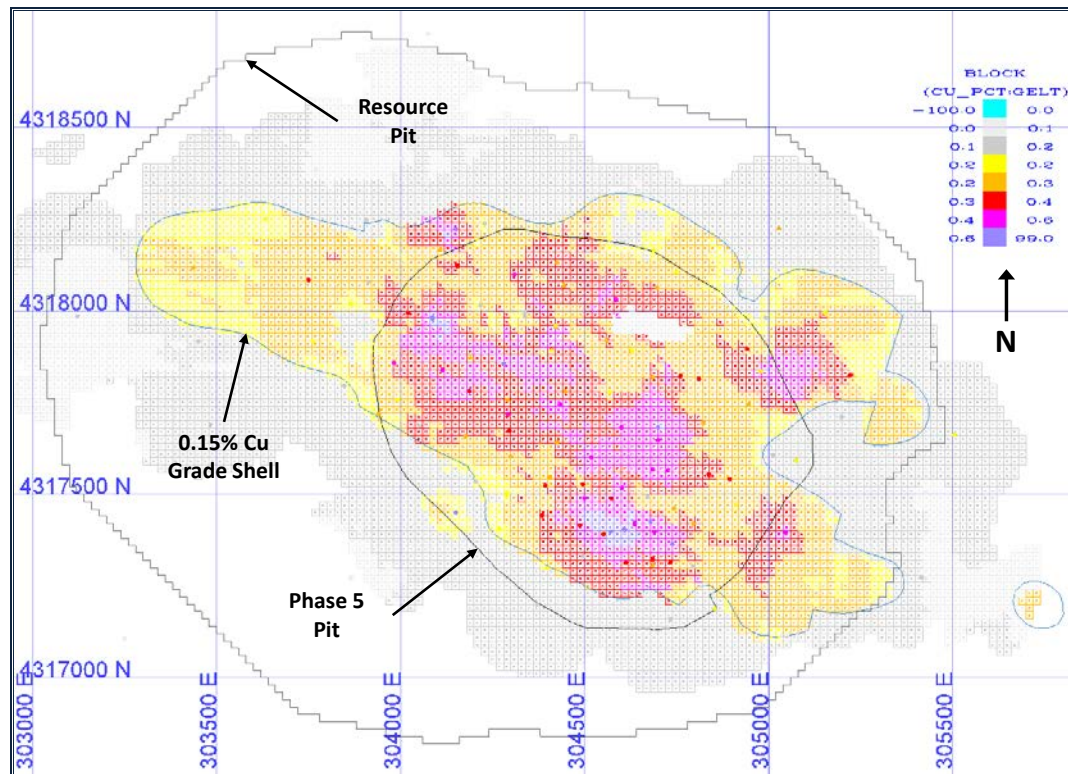 Resource
Pit
BLOCK
(CU_PCT:GELT)
-100.0 0.0
0.0 0.1
0.1 0.2
0.2 0.2
0.2 0.3
0.3 0.4
0.4 0.6
0.6 99.0
4318500 N
N
4318000 N
0.15% Cu
Grade Shell
4317500 N
Phase 5
Pit
4317000 N
303000 E
303500 E
304000 E
304500 E
305000 E
305500 E